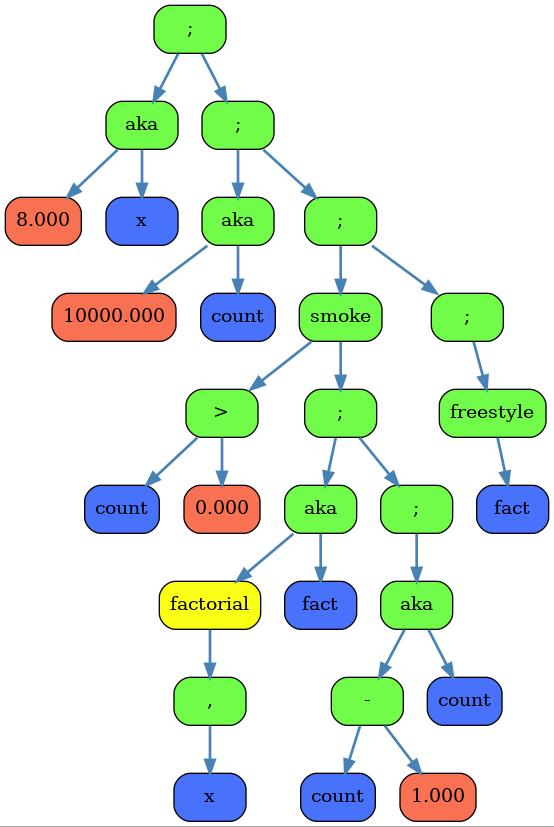 ;
aka ;
8.000 x aka ;
10000.000 count smoke ;
> ; freestyle
count 0.000 aka ; fact
factorial fact aka
, - count
x count 1.000